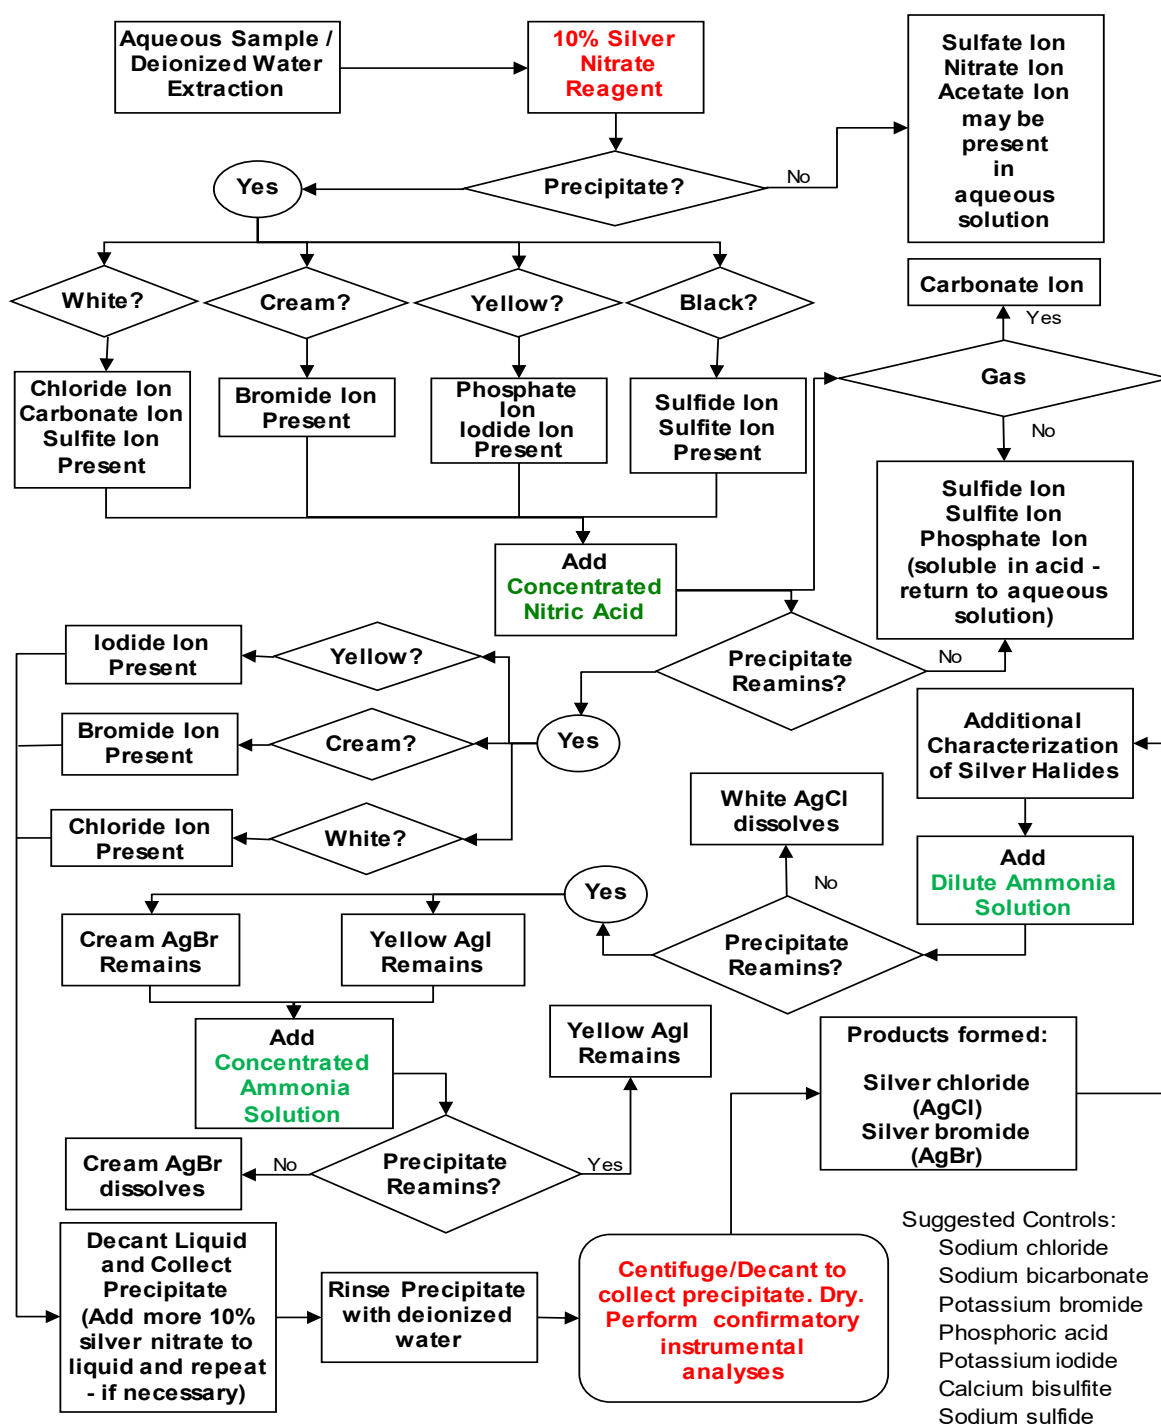 Aqueous Sample /
Deionized Water
Extraction
10% Silver
Nitrate
Reagent
Sulfate Ion
Nitrate Ion
Acetate Ion
may be
present
in
aqueous
solution
Precipitate?
No
Yes
White?
Cream?
Yellow?
Black?
Carbonate Ion
Yes
Gas
No
Chloride Ion
Carbonate Ion
Sulfite Ion
Present
Bromide Ion
Present
Phosphate
Ion
Iodide Ion
Present
Sulfide Ion
Sulfite Ion
Present
Sulfide Ion
Sulfite Ion
Phosphate Ion
(soluble in acid -
return to aqueous
solution)
Add
Concentrated
Nitric Acid
Precipitate
Reamins?
No
Yes
Iodide Ion
Present
Yellow?
Bromide Ion
Present
Cream?
Chloride Ion
Present
White?
Additional
Characterization
of Silver Halides
White AgCl
dissolves
Add
Dilute Ammonia
Solution
No
Yes
Precipitate
Reamins?
Cream AgBr
Remains
Yellow AgI
Remains
Add
Concentrated
Ammonia
Solution
Yellow AgI
Remains
Products formed:
Silver chloride
(AgCl)
Silver bromide
(AgBr)
Cream AgBr
dissolves
No
Precipitate
Reamins?
Yes
Decant Liquid
and Collect
Precipitate
(Add more 10%
silver nitrate to
liquid and repeat
- if necessary)
Rinse Precipitate
with deionized
water
Centifuge/Decant to
collect precipitate. Dry.
Perform confirmatory
instrumental
analyses
Suggested Controls:
Sodium chloride
Sodium bicarbonate
Potassium bromide
Phosphoric acid
Potassium iodide
Calcium bisulfite
Sodium sulfide